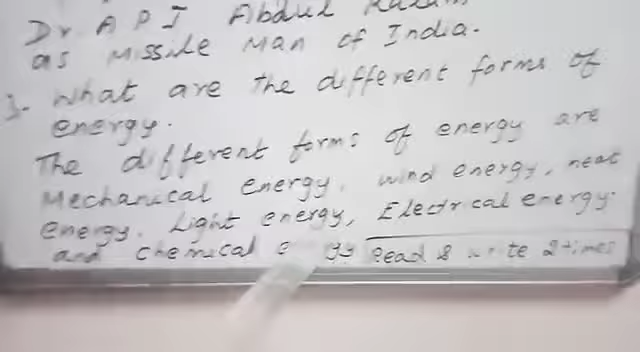 Dr A P J Abdul Kalam
as Missile Man of India.
3. What are the different forms of
energy.
The different forms of energy are
Mechanical energy, wind energy, heat
energy. Light energy, Electrical energy.
and chemical Read & write 2 times